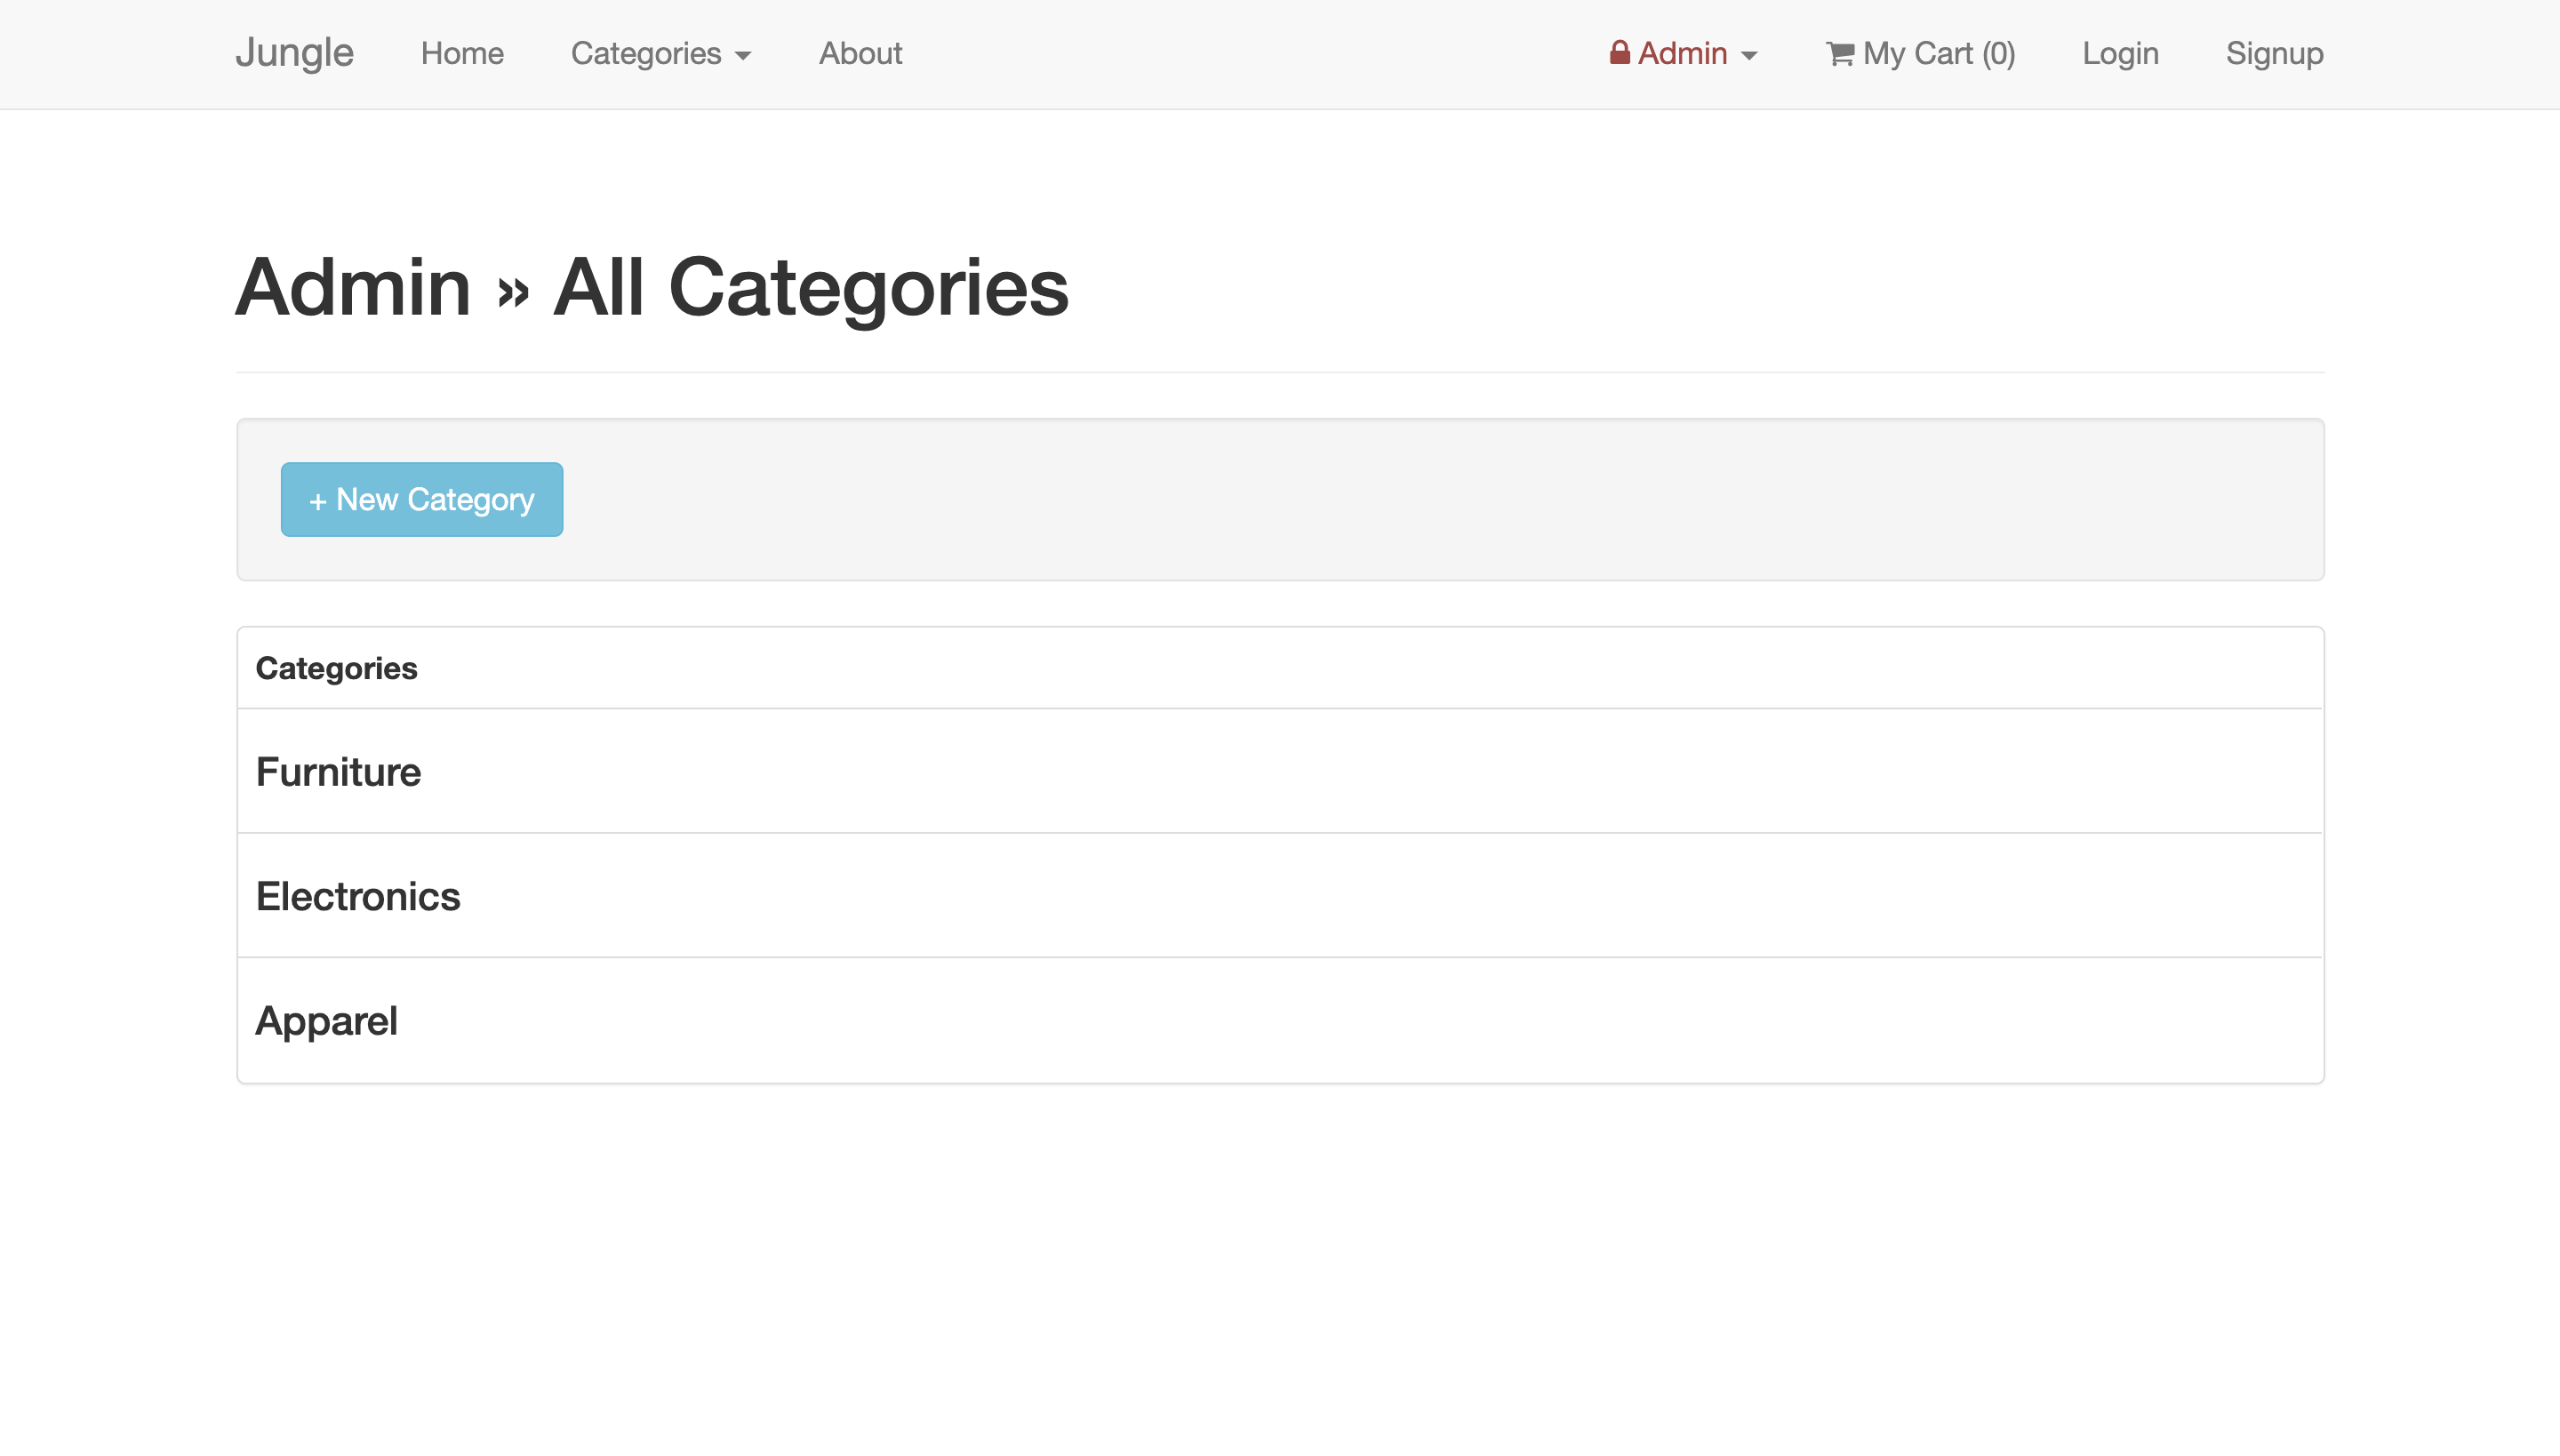 Jungle Home Categories About Admin My Cart (0) Login Signup
Admin » All Categories
+ New Category
Categories
Furniture
Electronics
Apparel